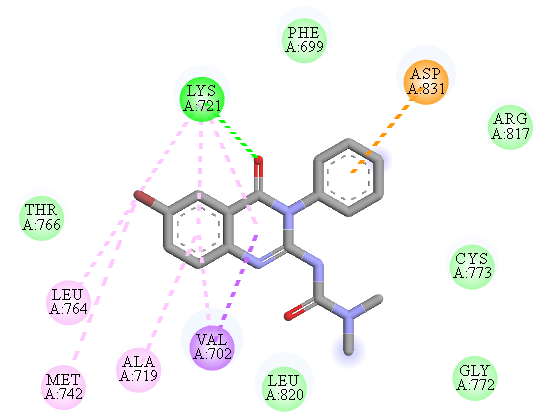 PHE
A:699
ASP
A:831
LYS
A:721
ARG
A:817
THR
A:766
CYS
A:773
LEU
A:764
VAL
A:702
ALA
A:719
MET
A:742
LEU
A:820
GLY
A:772
O
N
N
N
O
N